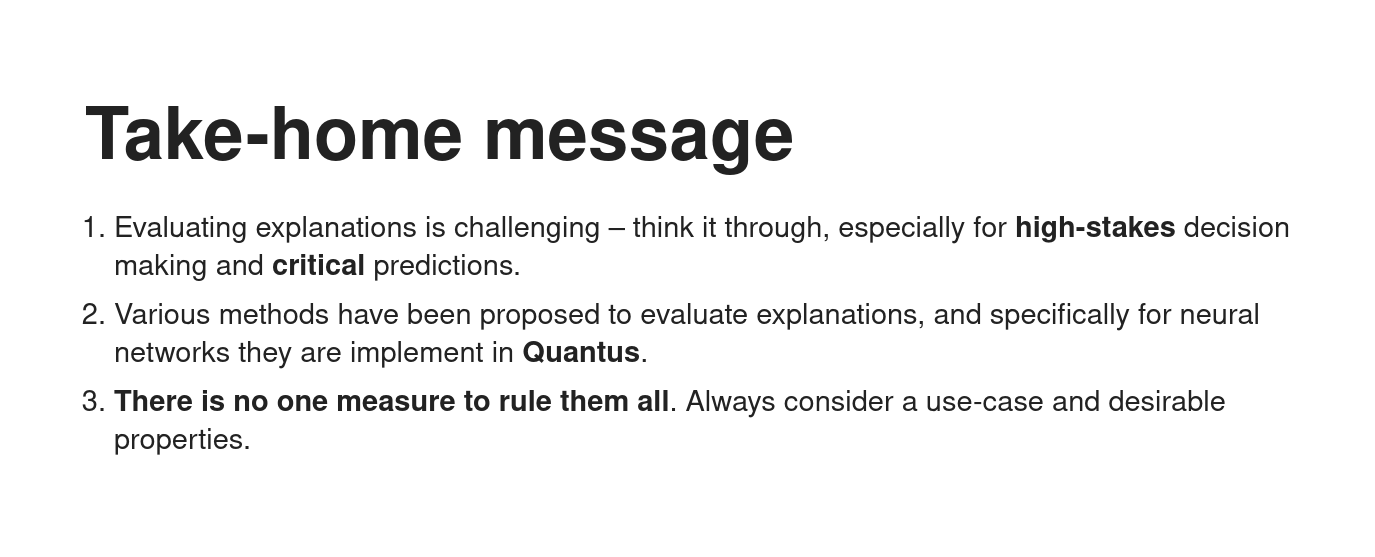 Take-home message
1. Evaluating explanations is challenging – think it through, especially for high-stakes decision
making and critical predictions.
2. Various methods have been proposed to evaluate explanations, and specifically for neural
networks they are implement in Quantus.
3. There is no one measure to rule them all. Always consider a use-case and desirable
properties.